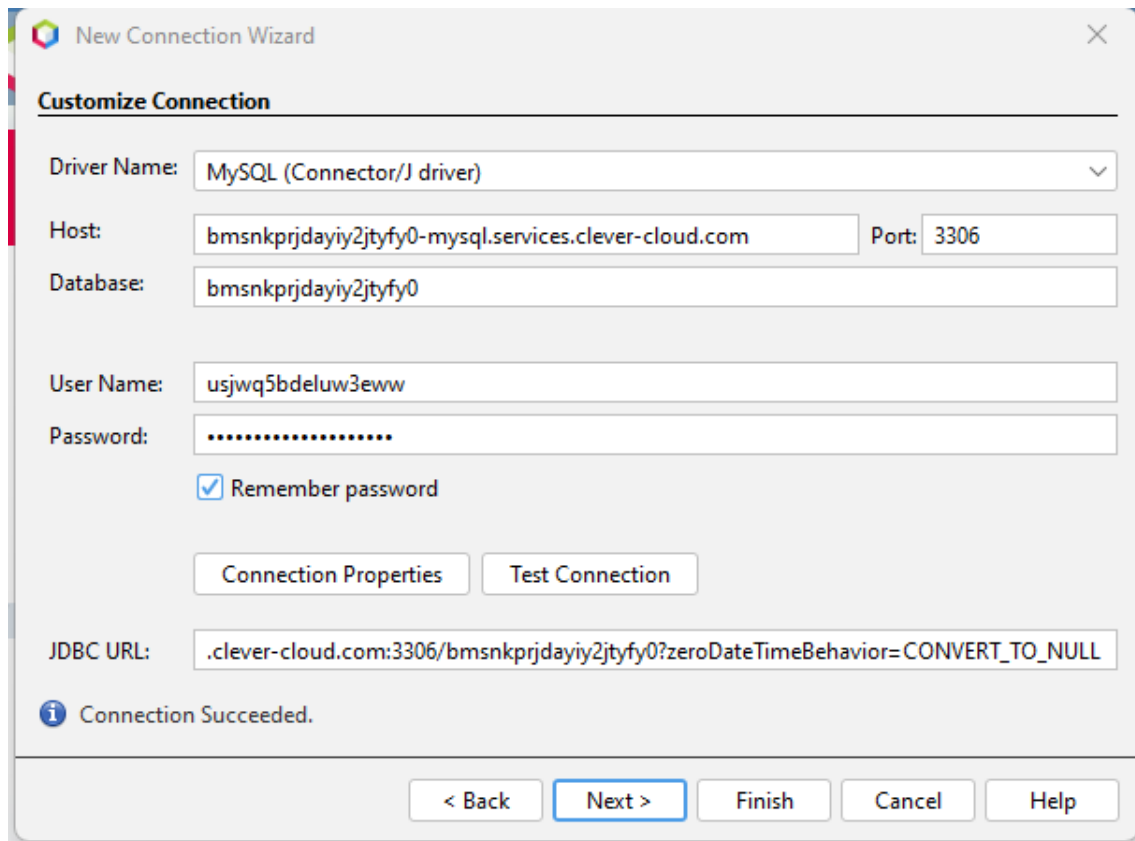 New Connection Wizard
Customize Connection
Driver Name: MySQL (Connector/J driver)
Host: bmsnkprjdayiy2jtyfy0-mysql.services.clever-cloud.com Port: 3306
Database: bmsnkprjdayiy2jtyfy0
User Name: usjwq5bdeluw3eww
Password: ••••••••••••••••••••
Remember password
Connection Properties Test Connection
JDBC URL: .clever-cloud.com:3306/bmsnkprjdayiy2jtyfy0?zeroDateTimeBehavior=CONVERT_TO_NULL
Connection Succeeded.
< Back Next > Finish Cancel Help